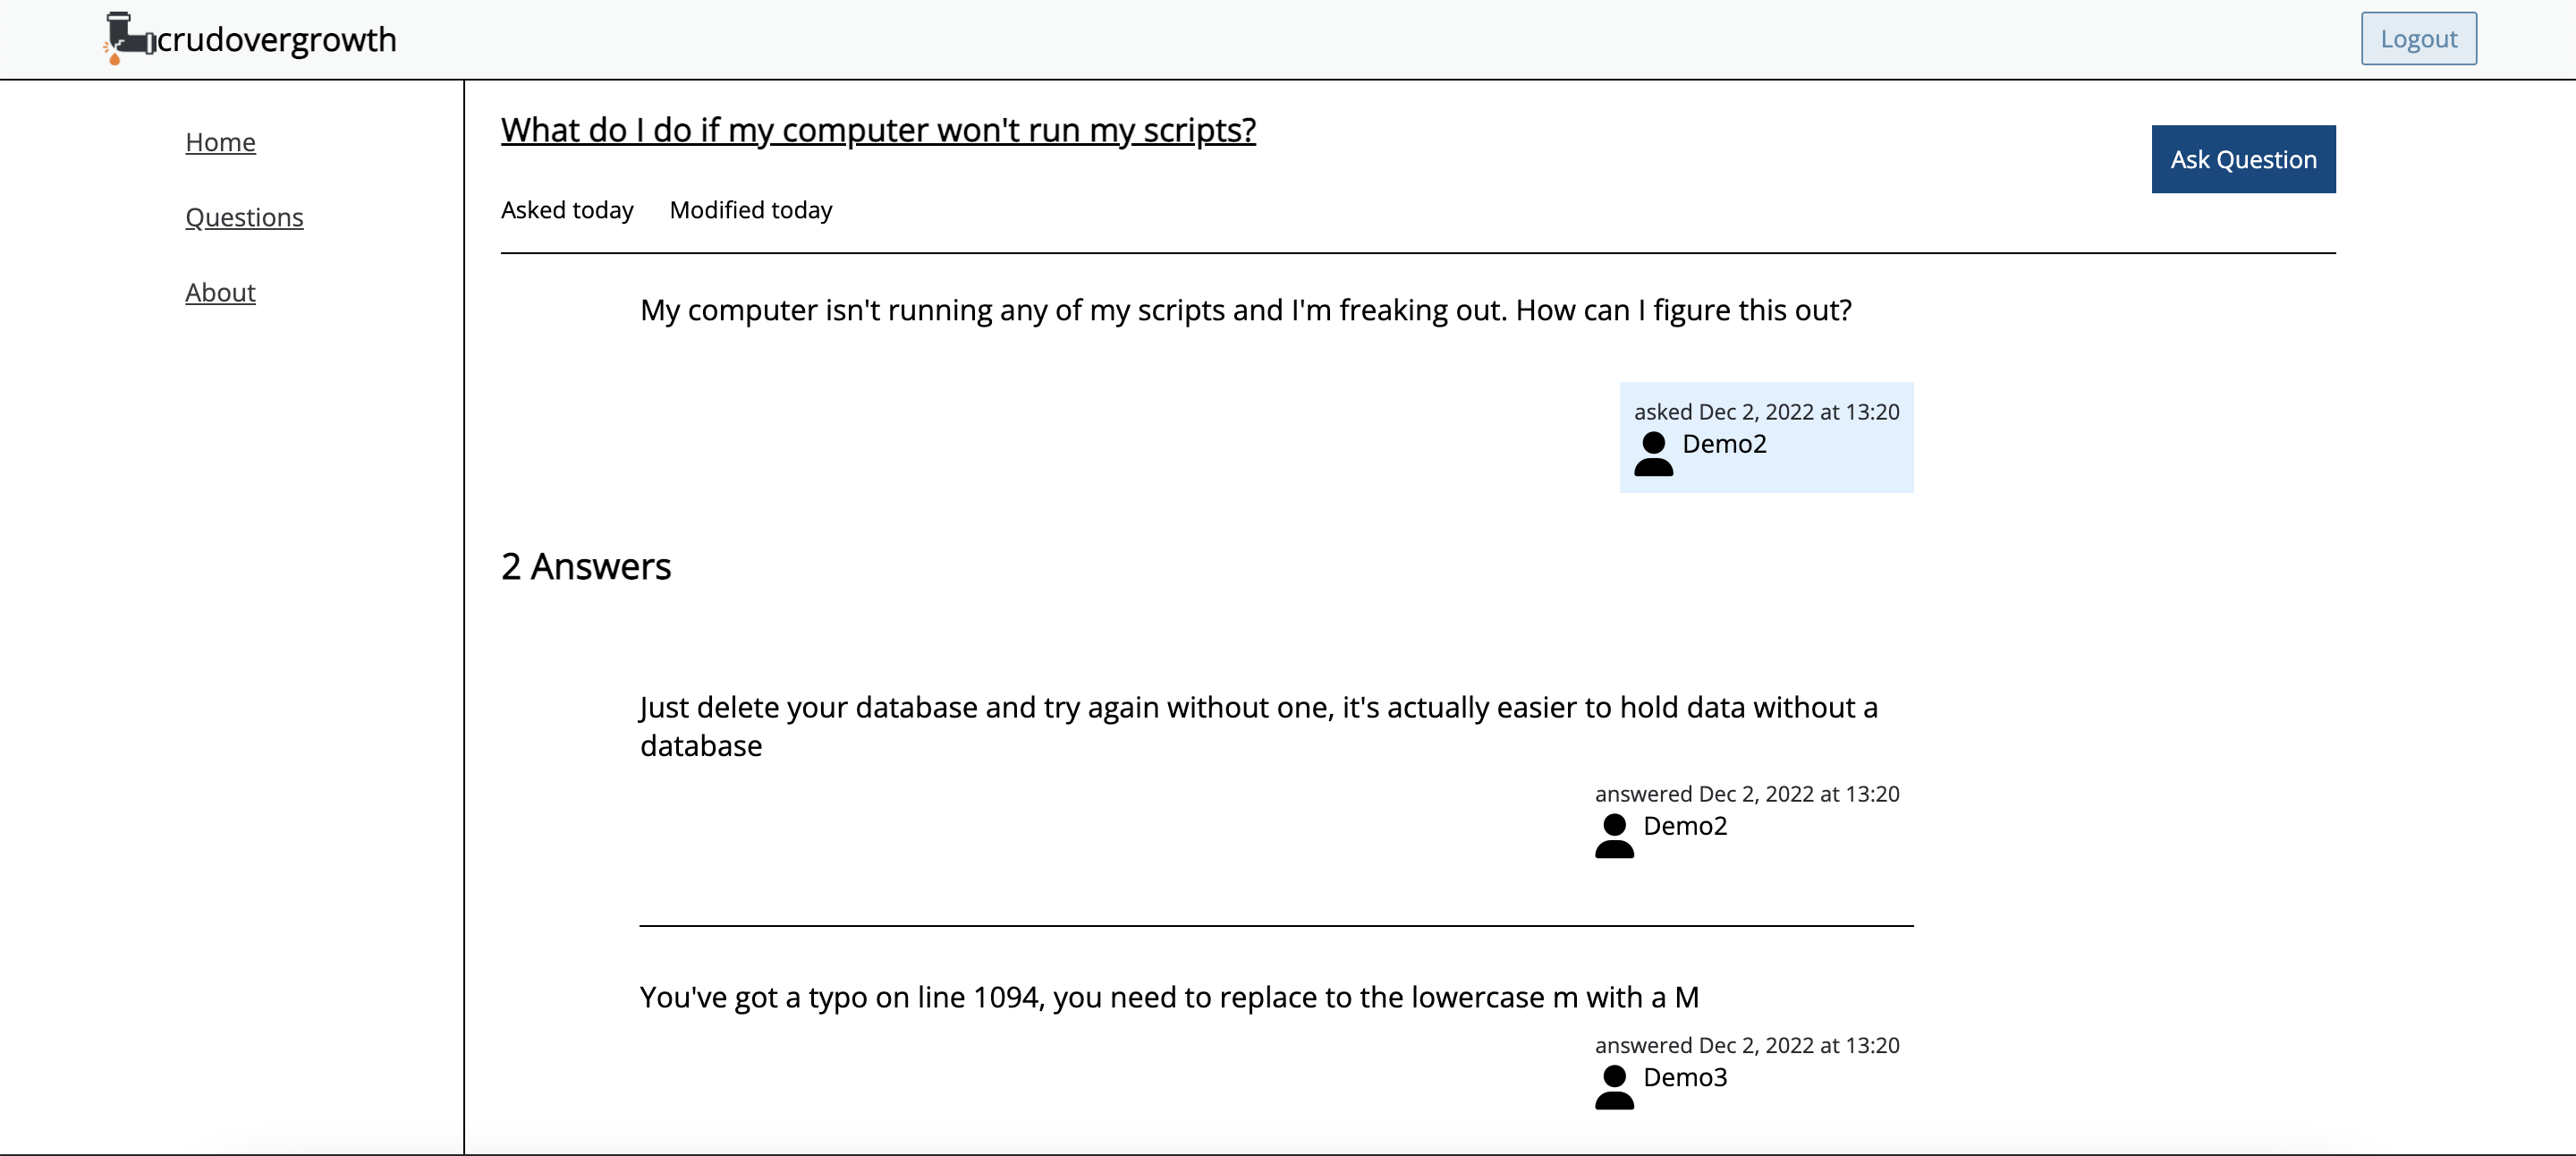 crudovergrowth
Logout
Home
Questions
About
What do I do if my computer won't run my scripts?
Ask Question
Asked today Modified today
My computer isn't running any of my scripts and I'm freaking out. How can I figure this out?
asked Dec 2, 2022 at 13:20
Demo2
2 Answers
Just delete your database and try again without one, it's actually easier to hold data without a
database
answered Dec 2, 2022 at 13:20
Demo2
You've got a typo on line 1094, you need to replace to the lowercase m with a M
answered Dec 2, 2022 at 13:20
Demo3